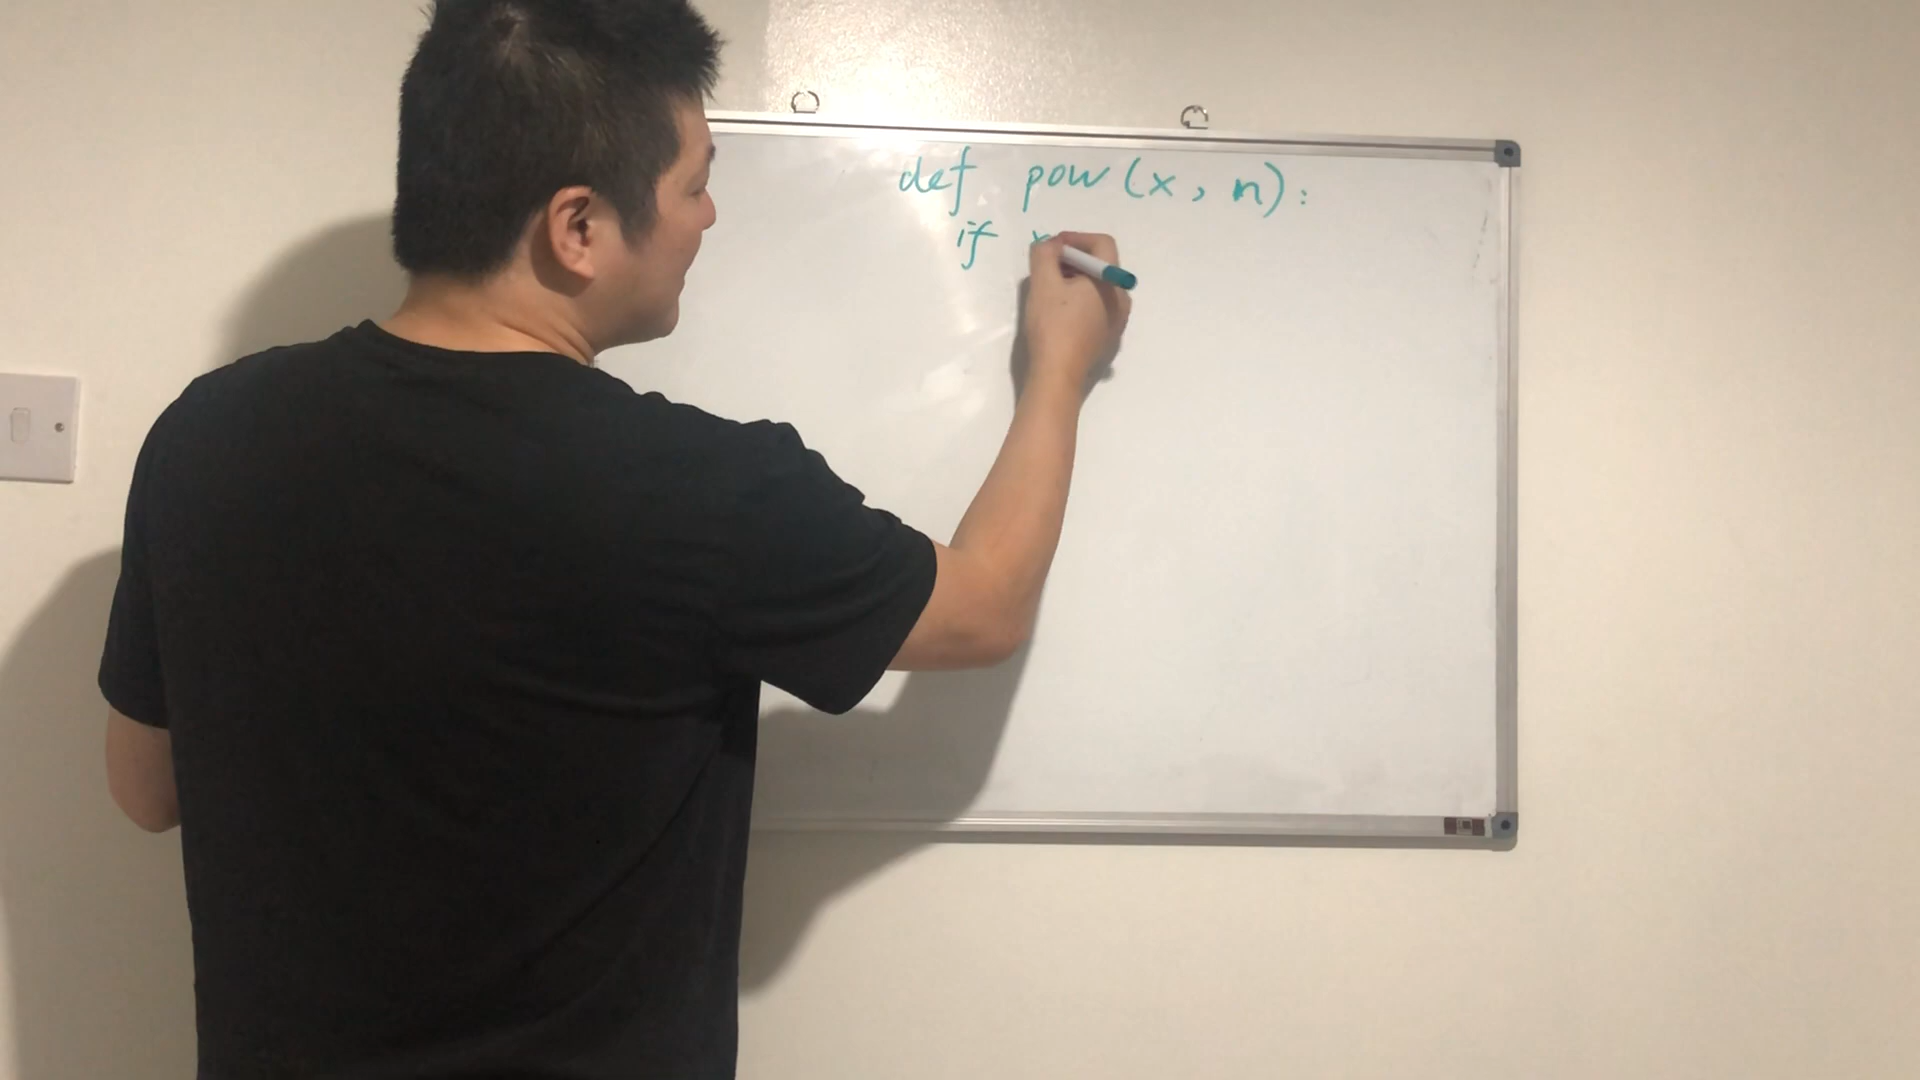 def pow(x, n):
if x